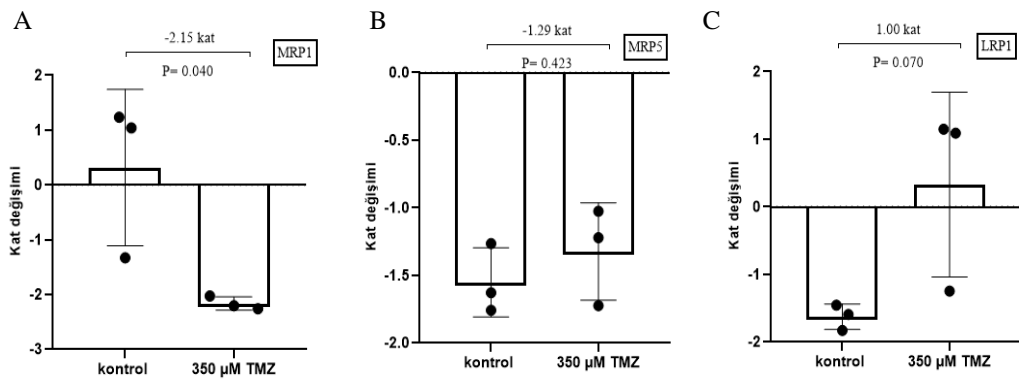 A
-2.15 kat
MRP1
P= 0.040
2
1
0
-1
-2
-3
Kat değişimi
kontrol
350 µM TMZ
B
-1.29 kat
MRP5
P= 0.423
0.0
-0.5
-1.0
-1.5
-2.0
Kat değişimi
kontrol
350 µM TMZ
C
1.00 kat
LRP1
P= 0.070
2
1
0
-1
-2
Kat değişimi
kontrol
350 µM TMZ